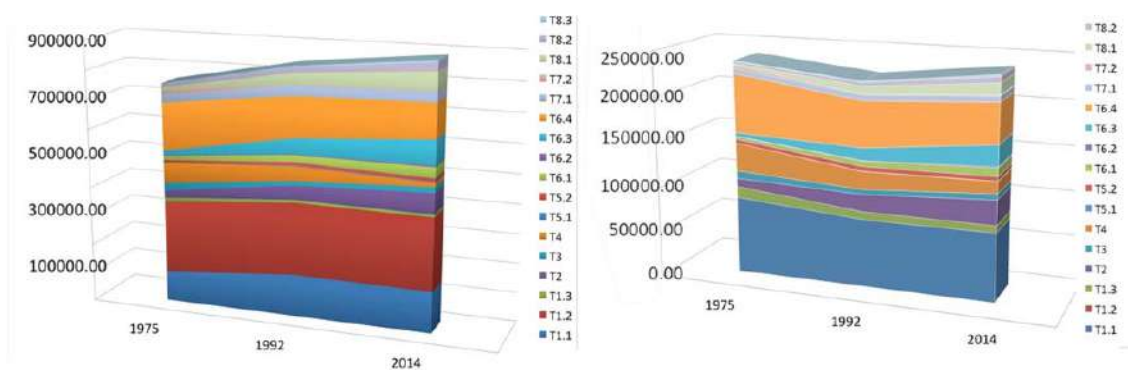 900000.00
700000.00
500000.00
300000.00
100000.00
1975
1992
2014
T8.3
T8.2
T8.1
T7.2
T7.1
T6.4
T6.3
T6.2
T6.1
T5.2
T5.1
T4
T3
T2
T1.3
T1.2
T1.1
250000.00
200000.00
150000.00
100000.00
50000.00
0.00
1975
1992
2014
T8.2
T8.1
T7.2
T7.1
T6.4
T6.3
T6.2
T6.1
T5.2
T5.1
T4
T3
T2
T1.3
T1.2
T1.1